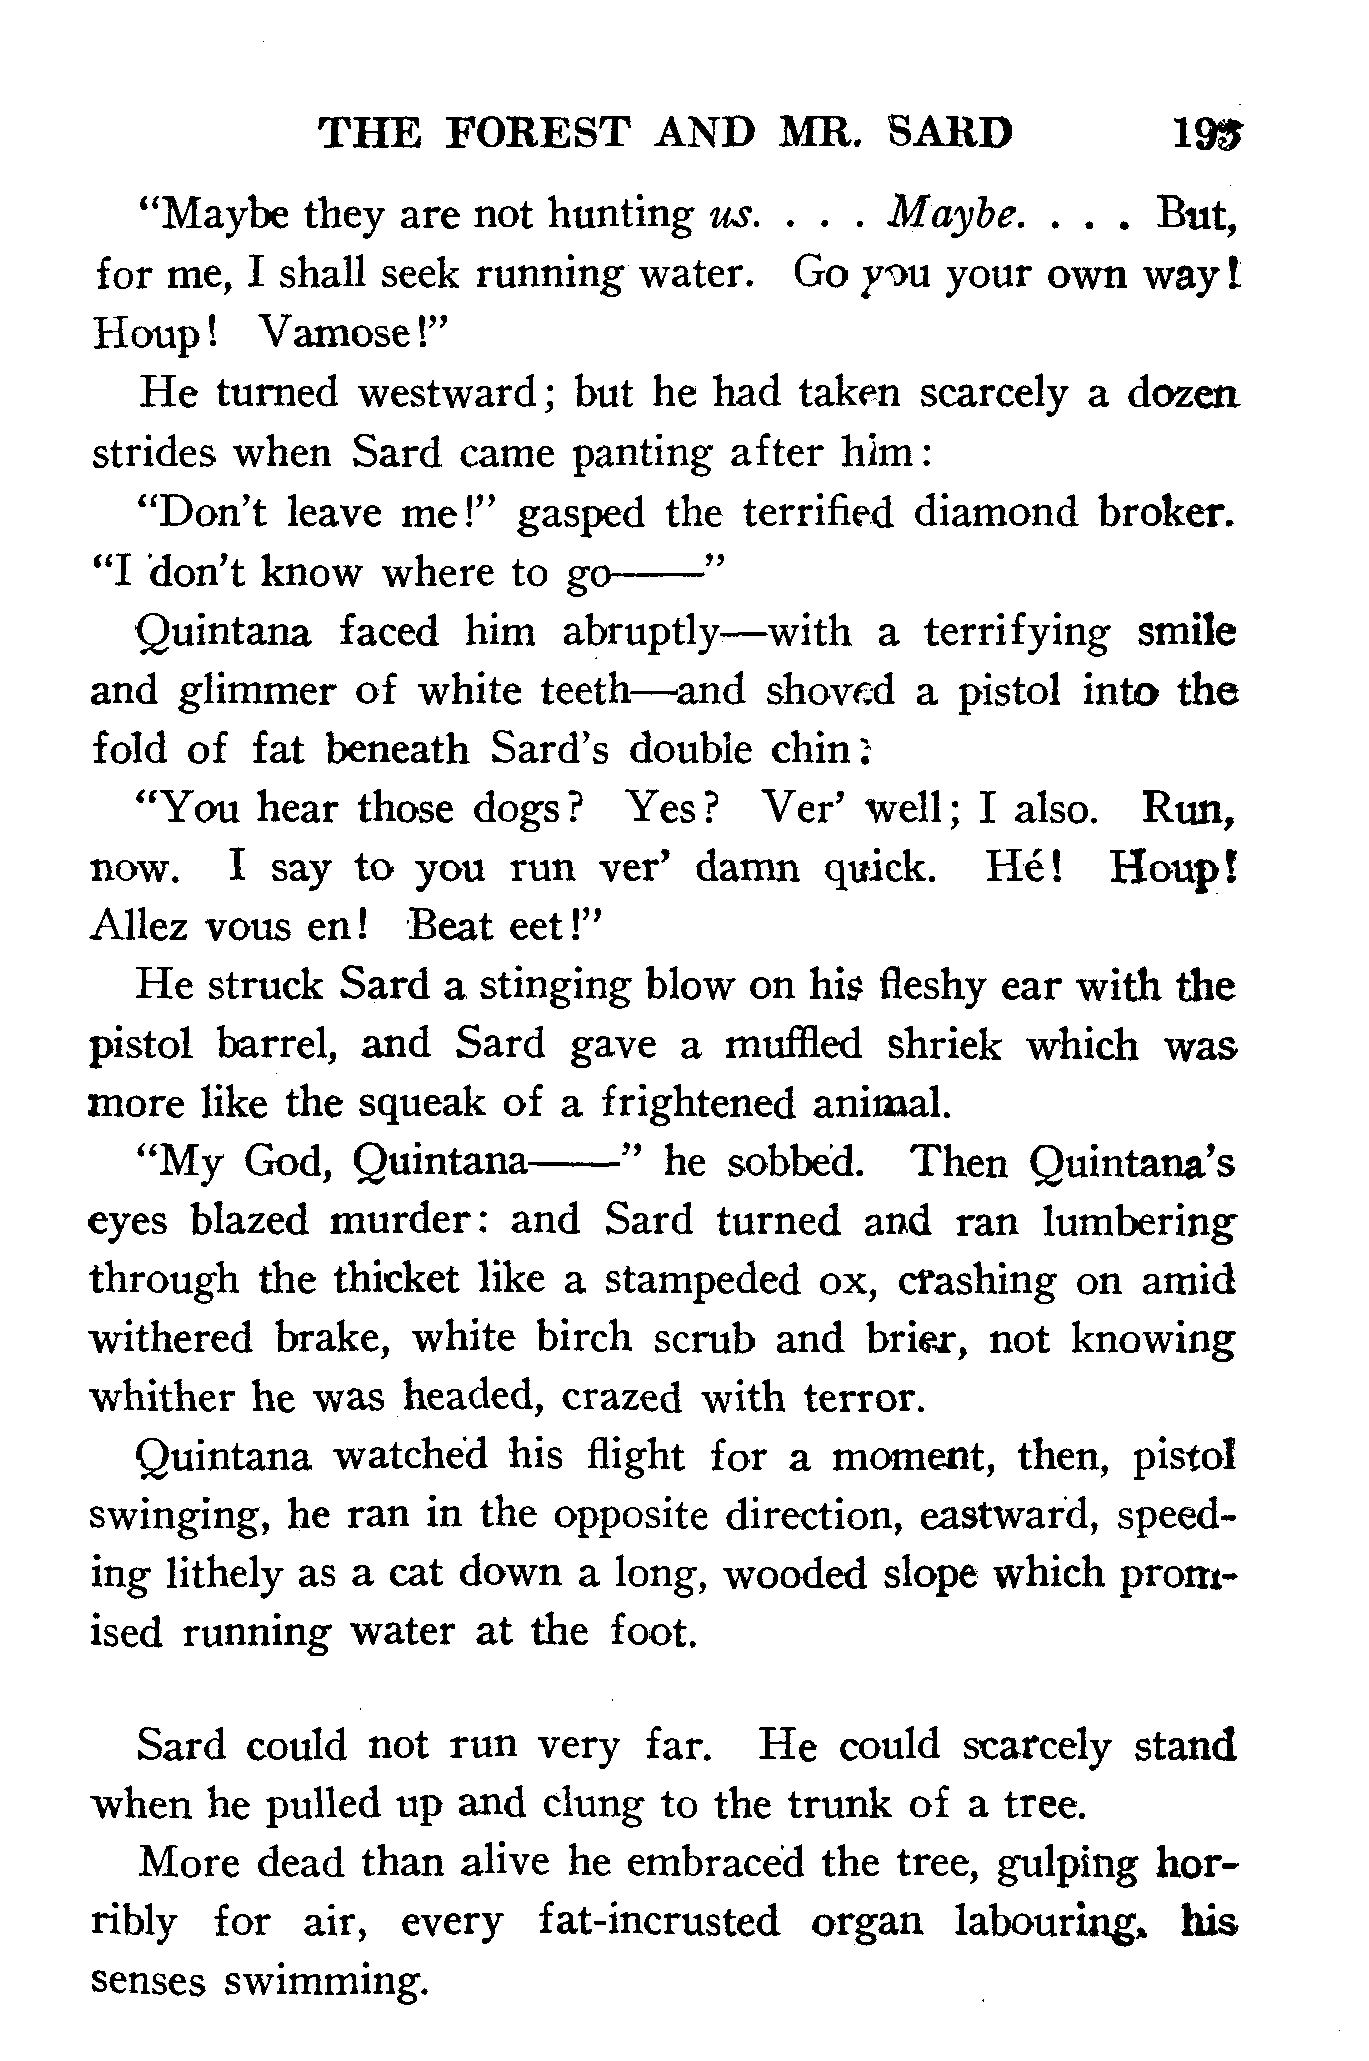 THE FOREST AND MR. SARD 195
"Maybe they are not hunting us. . . . Maybe. . . . But,
for me, I shall seek running water. Go you your own way!
Houp! Vamose!"
He turned westward; but he had taken scarcely a dozen
strides when Sard came panting after him:
"Don't leave me!" gasped the terrified diamond broker.
"I don't know where to go——"
Quintana faced him abruptly—with a terrifying smile
and glimmer of white teeth—and shoved a pistol into the
fold of fat beneath Sard's double chin:
"You hear those dogs? Yes? Ver' well; I also. Run,
now. I say to you run ver' damn quick. Hé! Houp!
Allez vous en! Beat eet!"
He struck Sard a stinging blow on his fleshy ear with the
pistol barrel, and Sard gave a muffled shriek which was
more like the squeak of a frightened animal.
"My God, Quintana——" he sobbed. Then Quintana's
eyes blazed murder: and Sard turned and ran lumbering
through the thicket like a stampeded ox, crashing on amid
withered brake, white birch scrub and brier, not knowing
whither he was headed, crazed with terror.
Quintana watched his flight for a moment, then, pistol
swinging, he ran in the opposite direction, eastward, speed-
ing lithely as a cat down a long, wooded slope which prom-
ised running water at the foot.
Sard could not run very far. He could scarcely stand
when he pulled up and clung to the trunk of a tree.
More dead than alive he embraced the tree, gulping hor-
ribly for air, every fat-incrusted organ labouring, his
senses swimming.